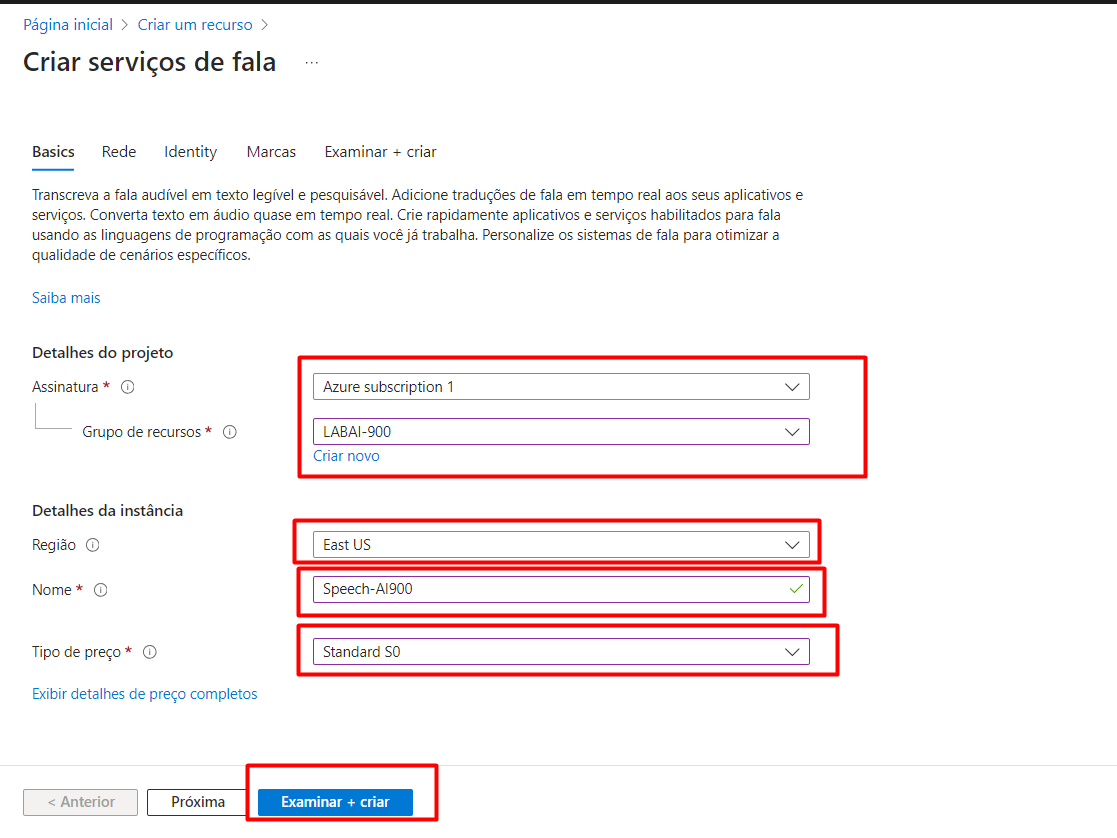 Página inicial > Criar um recurso >
Criar serviços de fala ...
Basics Rede Identity Marcas Examinar + criar
Transcreva a fala audível em texto legível e pesquisável. Adicione traduções de fala em tempo real aos seus aplicativos e
serviços. Converta texto em áudio quase em tempo real. Crie rapidamente aplicativos e serviços habilitados para fala
usando as linguagens de programação com as quais você já trabalha. Personalize os sistemas de fala para otimizar a
qualidade de cenários específicos.
Saiba mais
Detalhes do projeto
Assinatura * Azure subscription 1
Grupo de recursos * LABAI-900
Criar novo
Detalhes da instância
Região East US
Nome * Speech-AI900
Tipo de preço * Standard S0
Exibir detalhes de preço completos
< Anterior Próxima Examinar + criar